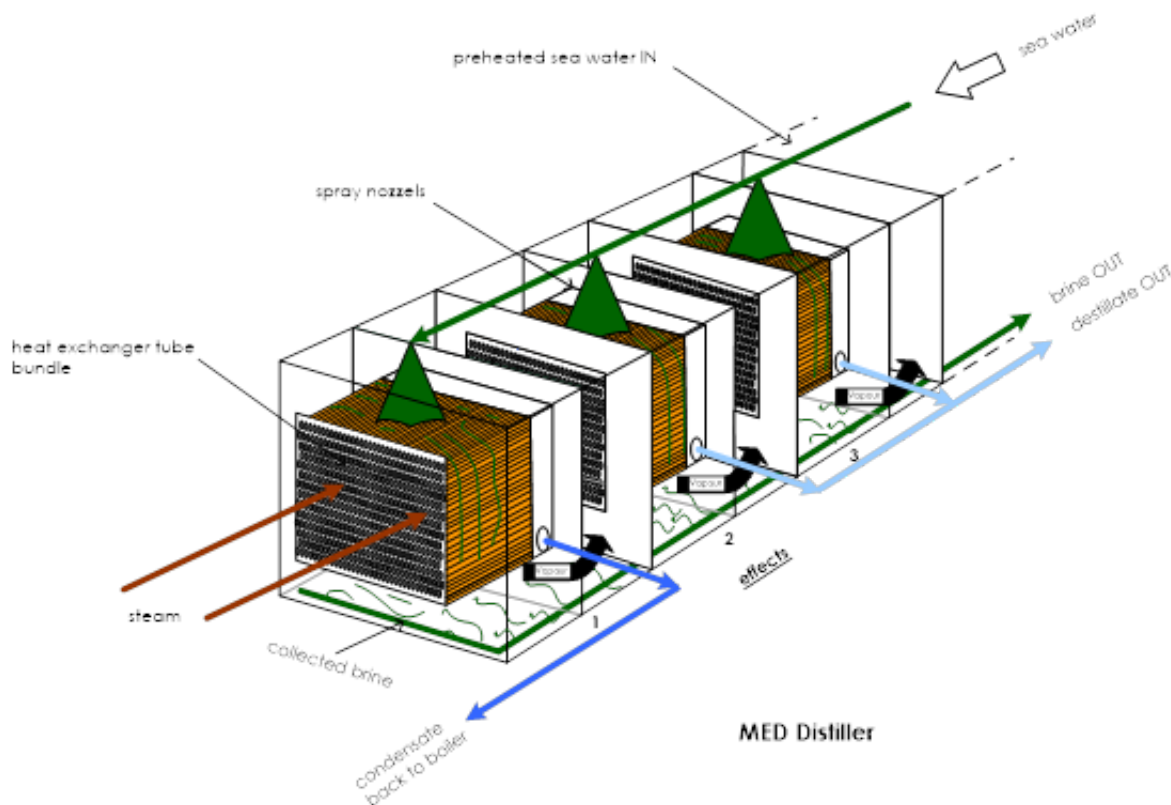 sea water
preheated sea water IN
spray nozzels
brine OUT
destillate OUT
heat exchanger tube
bundle
Vapour
3
Vapour
2
effects
Vapour
1
steam
collected brine
condensate
back to boiler
MED Distiller